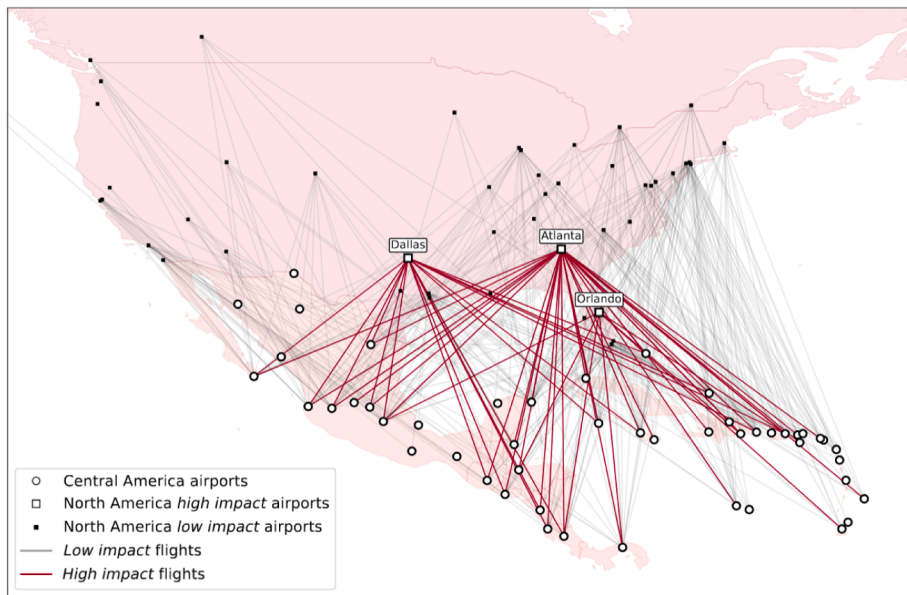 Dallas
Atlanta
Orlando
Central America airports
North America high impact airports
North America low impact airports
Low impact flights
High impact flights